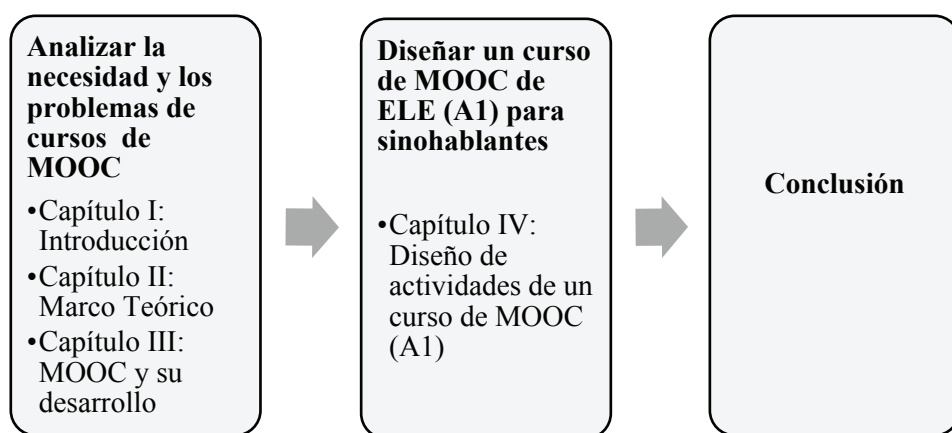 Analizar la
necesidad y los
problemas de
cursos de
MOOC
•Capítulo I:
Introducción
•Capítulo II:
Marco Teórico
•Capítulo III:
MOOC y su
desarrollo
Diseñar un curso
de MOOC de
ELE (A1) para
sinohablantes
•Capítulo IV:
Diseño de
actividades de un
curso de MOOC
(A1)
Conclusión